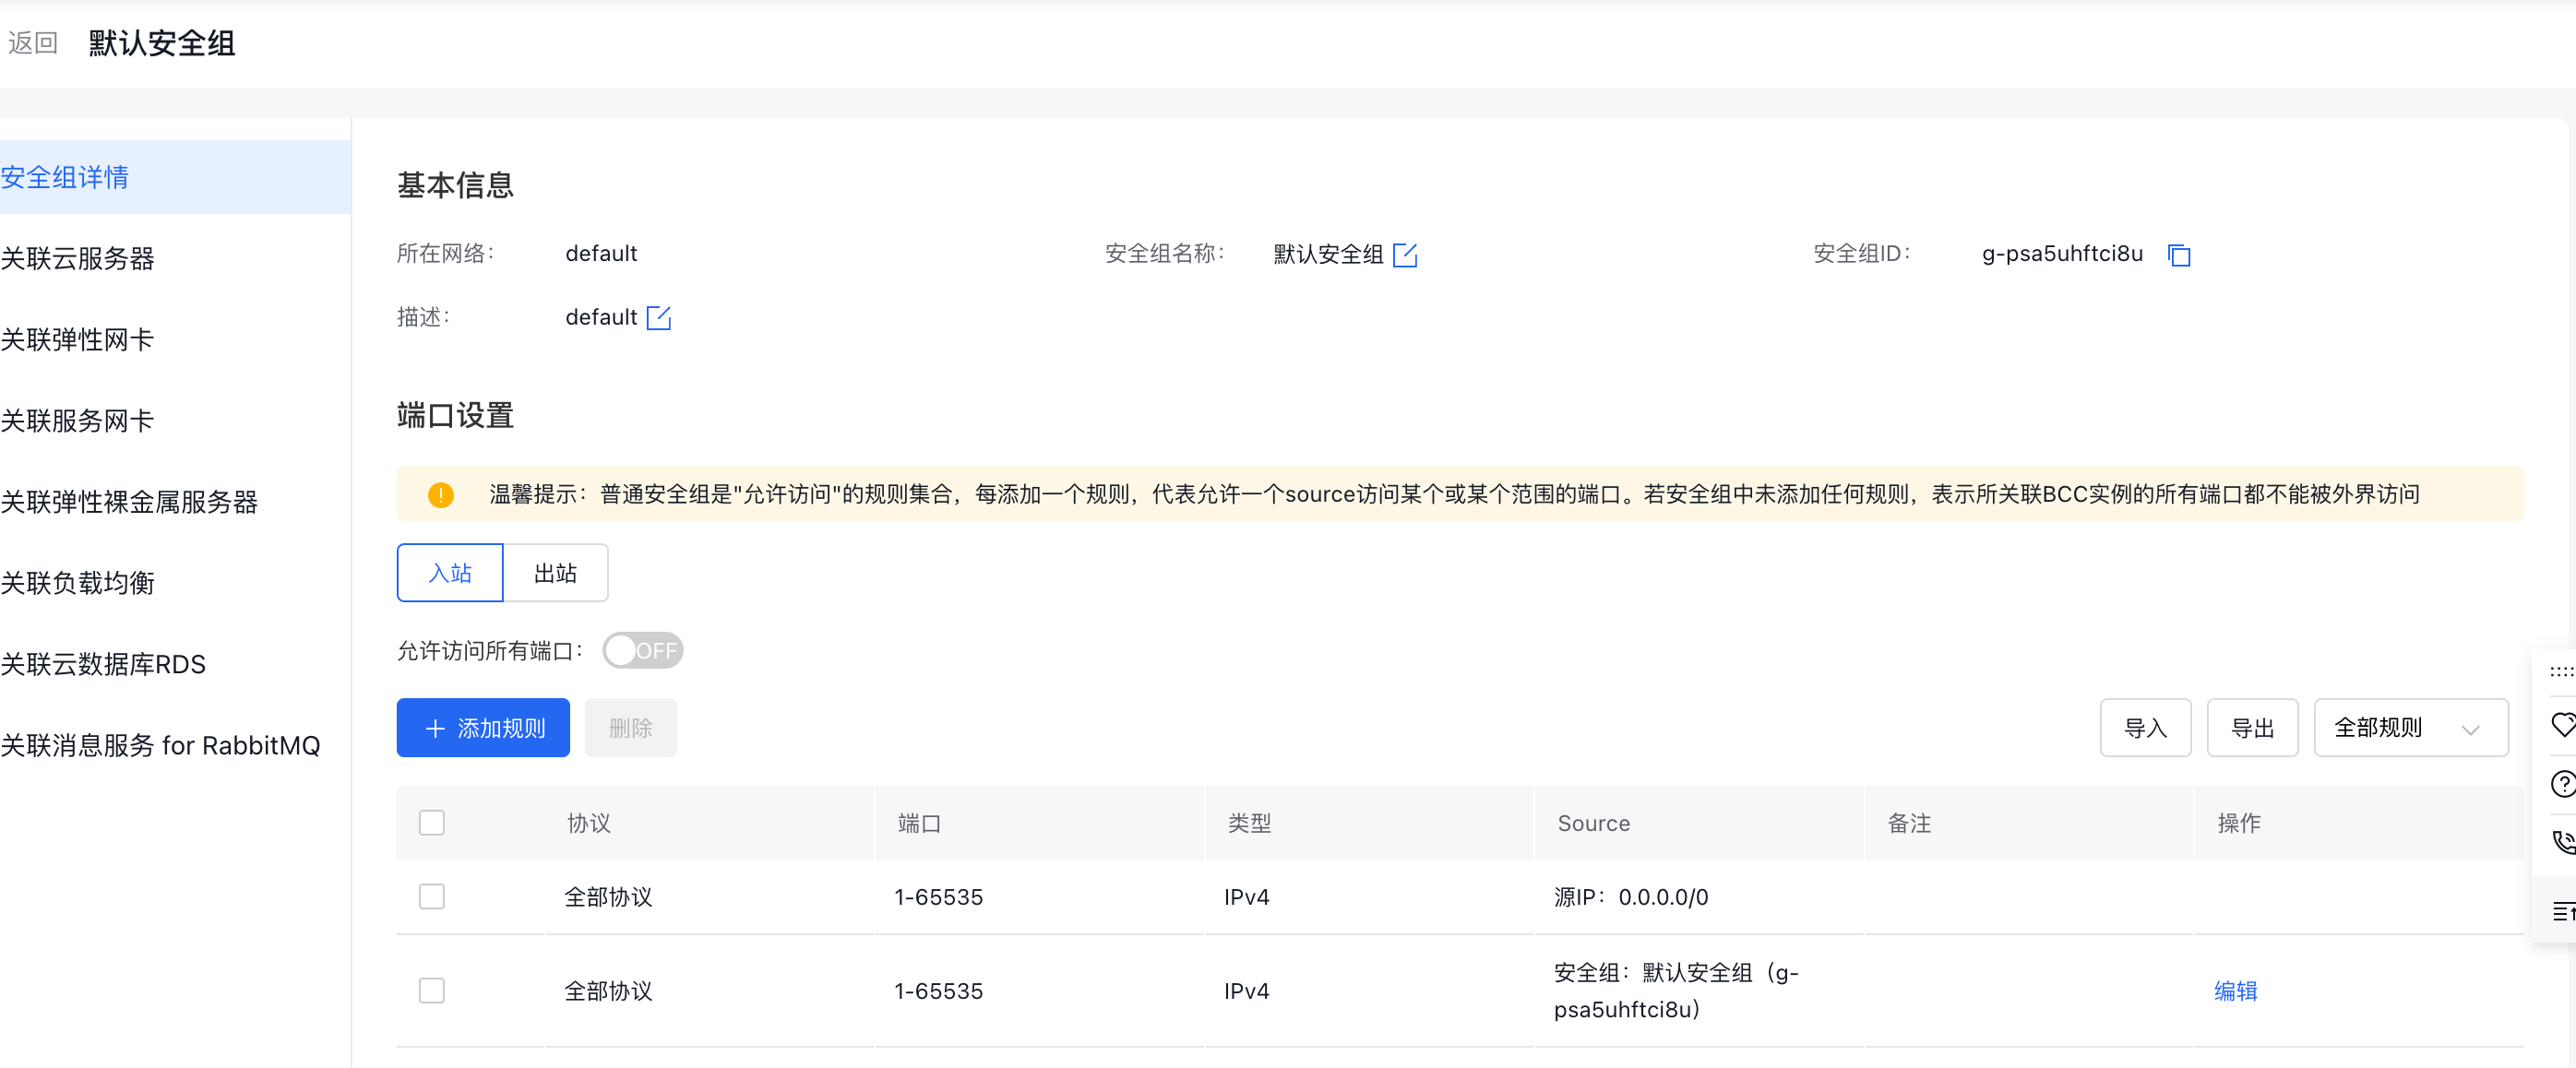 返回 默认安全组
安全组详情
关联云服务器
关联弹性网卡
关联服务网卡
关联弹性裸金属服务器
关联负载均衡
关联云数据库RDS
关联消息服务 for RabbitMQ
基本信息
所在网络： default 安全组名称： 默认安全组 安全组ID： g-psa5uhftci8u
描述： default
端口设置
温馨提示：普通安全组是"允许访问"的规则集合，每添加一个规则，代表允许一个source访问某个或某个范围的端口。若安全组中未添加任何规则，表示所关联BCC实例的所有端口都不能被外界访问
入站 出站
允许访问所有端口： OFF
添加规则 删除 导入 导出 全部规则
协议 端口 类型 Source 备注 操作
全部协议 1-65535 IPv4 源IP：0.0.0.0/0
全部协议 1-65535 IPv4 安全组：默认安全组（g-
psa5uhftci8u） 编辑